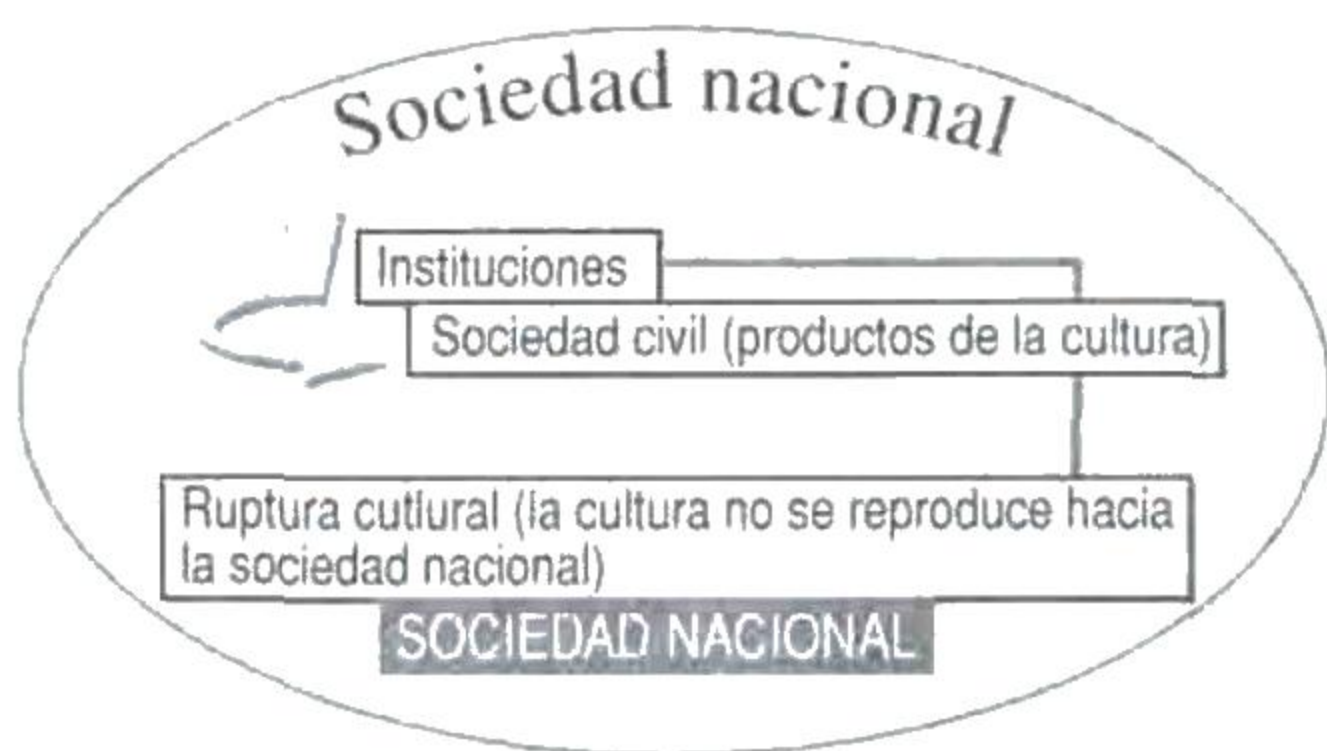 Sociedad nacional
Instituciones
Sociedad civil (productos de la cultura)
Ruptura cutlural (la cultura no se reproduce hacia
la sociedad nacional)
SOCIEDAD NACIONAL